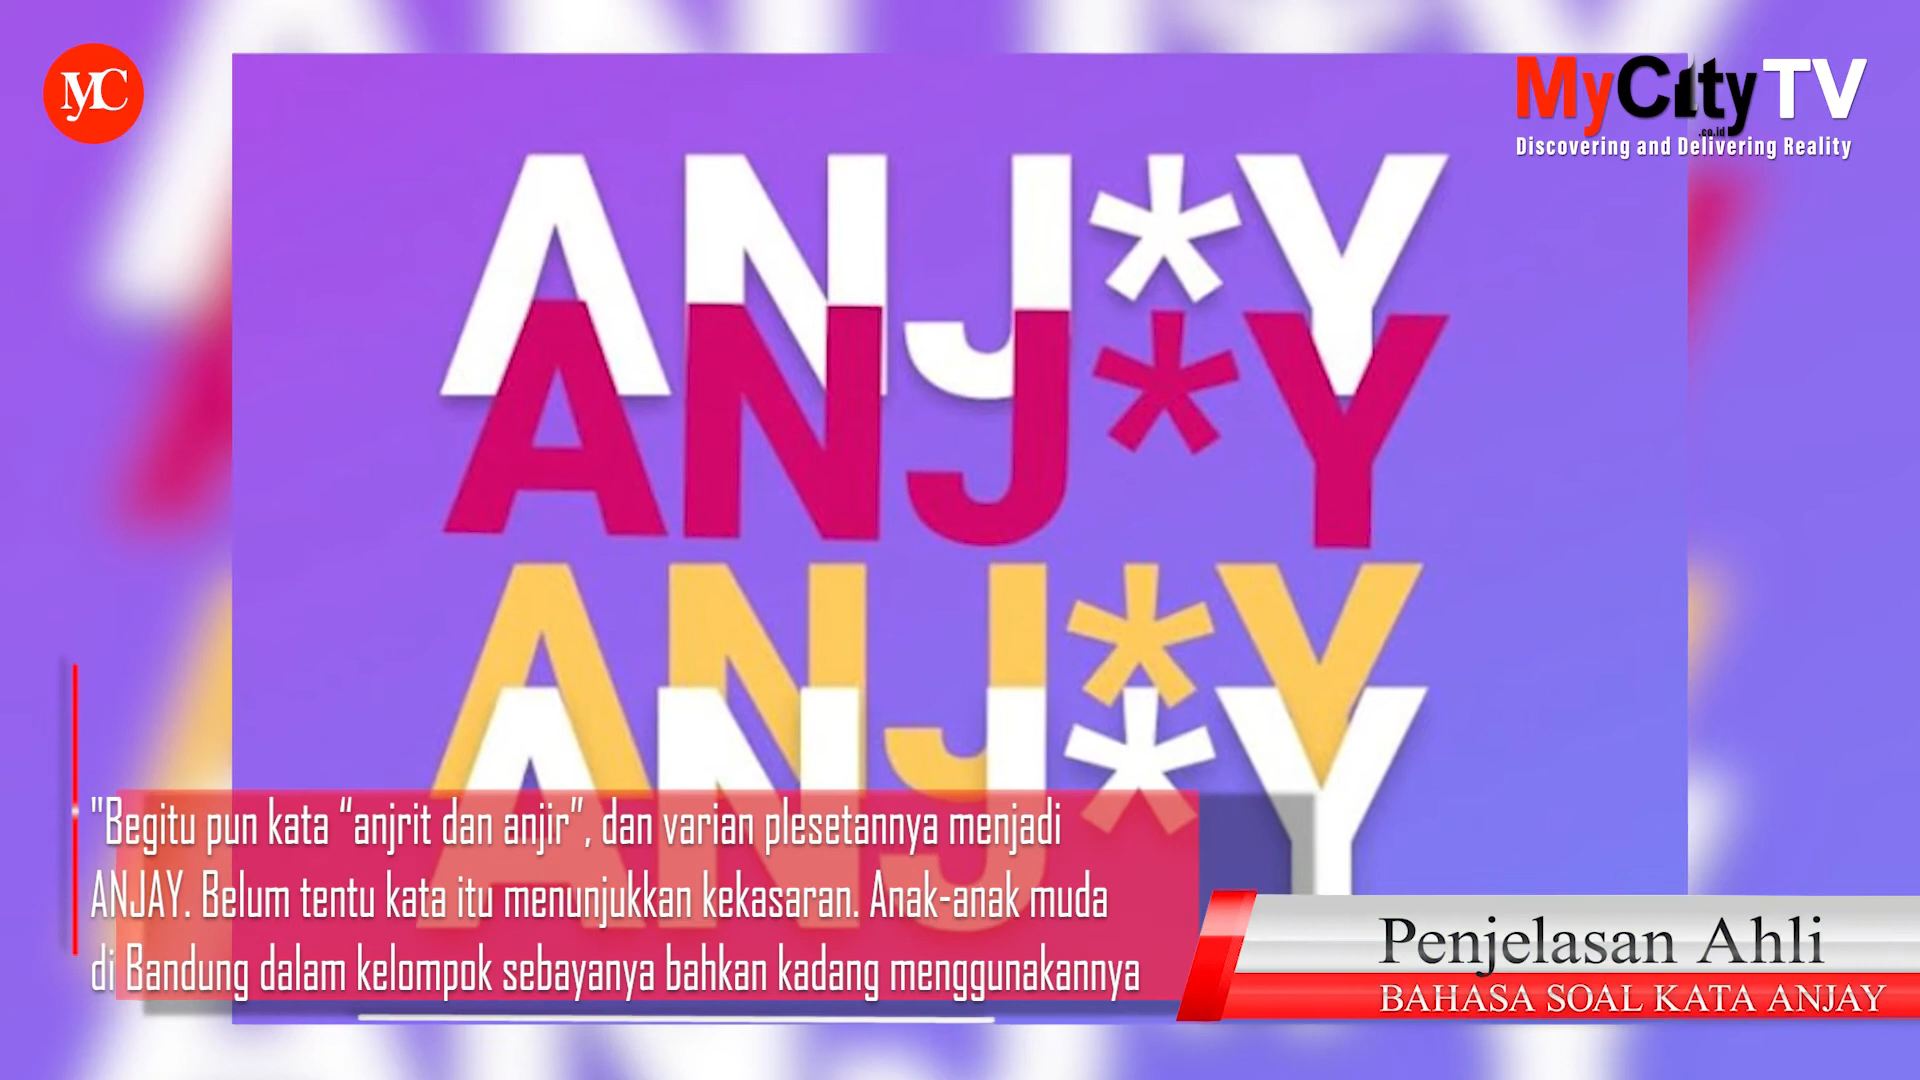 MC
MyCity TV
.co.id
Discovering and Delivering Reality
ANJ*Y
ANJ*Y
ANJ*Y
ANJ*Y
"Begitu pun kata “anjrit dan anjir”, dan varian plesetannya menjadi
ANJAY. Belum tentu kata itu menunjukkan kekasaran. Anak-anak muda
di Bandung dalam kelompok sebayanya bahkan kadang menggunakannya
Penjelasan Ahli
BAHASA SOAL KATA ANJAY